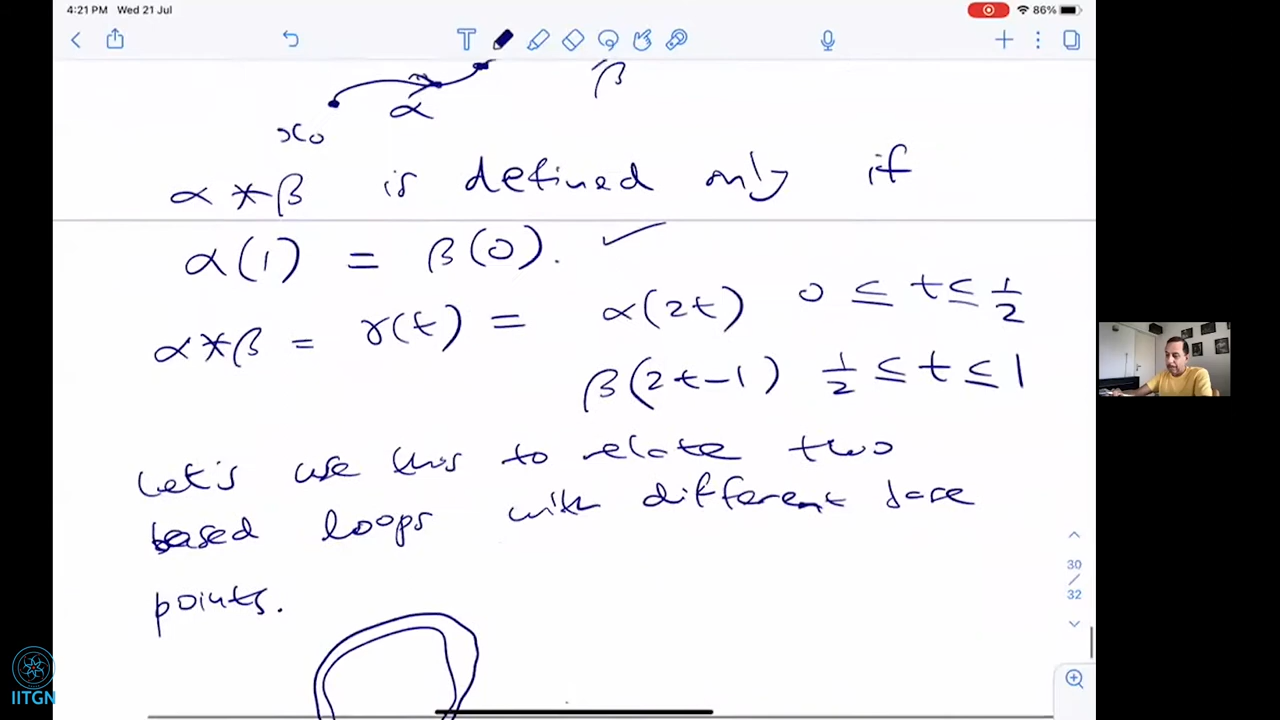 4:21 PM Wed 21 Jul
86%
β
α
x₀
α * β is defined only if
α(1) = β(0). ✓
α * β = γ(t) = α(2t) 0 ≤ t ≤ 1/2
β(2t-1) 1/2 ≤ t ≤ 1
Let's use this to relate two
based loops with different base
points.
30
/
32
IITGN